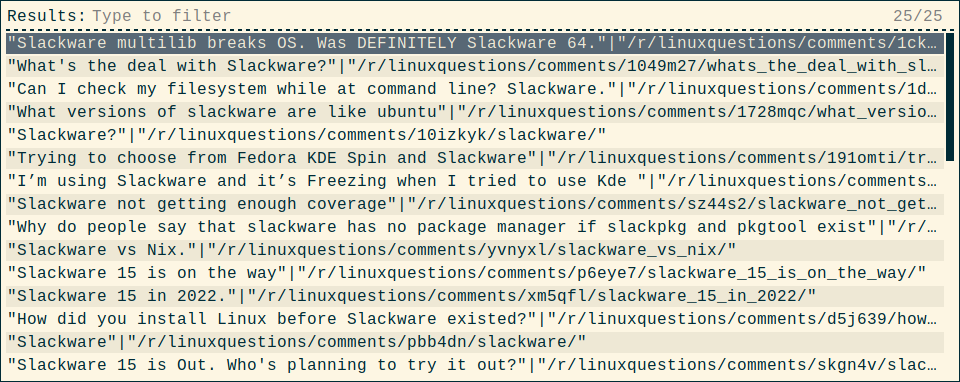 Results: Type to filter 25/25
"Slackware multilib breaks OS. Was DEFINITELY Slackware 64."|"/r/linuxquestions/comments/1ck…
"What's the deal with Slackware?"|"/r/linuxquestions/comments/1049m27/whats_the_deal_with_sl…
"Can I check my filesystem while at command line? Slackware."|"/r/linuxquestions/comments/1d…
"What versions of slackware are like ubuntu"|"/r/linuxquestions/comments/1728mqc/what_versio…
"Slackware?"|"/r/linuxquestions/comments/10izkyk/slackware/"
"Trying to choose from Fedora KDE Spin and Slackware"|"/r/linuxquestions/comments/191omti/tr…
"I’m using Slackware and it’s Freezing when I tried to use Kde "|"/r/linuxquestions/comments…
"Slackware not getting enough coverage"|"/r/linuxquestions/comments/sz44s2/slackware_not_get…
"Why do people say that slackware has no package manager if slackpkg and pkgtool exist"|"/r/…
"Slackware vs Nix."|"/r/linuxquestions/comments/yvnyxl/slackware_vs_nix/"
"Slackware 15 is on the way"|"/r/linuxquestions/comments/p6eye7/slackware_15_is_on_the_way/"
"Slackware 15 in 2022."|"/r/linuxquestions/comments/xm5qfl/slackware_15_in_2022/"
"How did you install Linux before Slackware existed?"|"/r/linuxquestions/comments/d5j639/how…
"Slackware"|"/r/linuxquestions/comments/pbb4dn/slackware/"
"Slackware 15 is Out. Who's planning to try it out?"|"/r/linuxquestions/comments/skgn4v/slac…